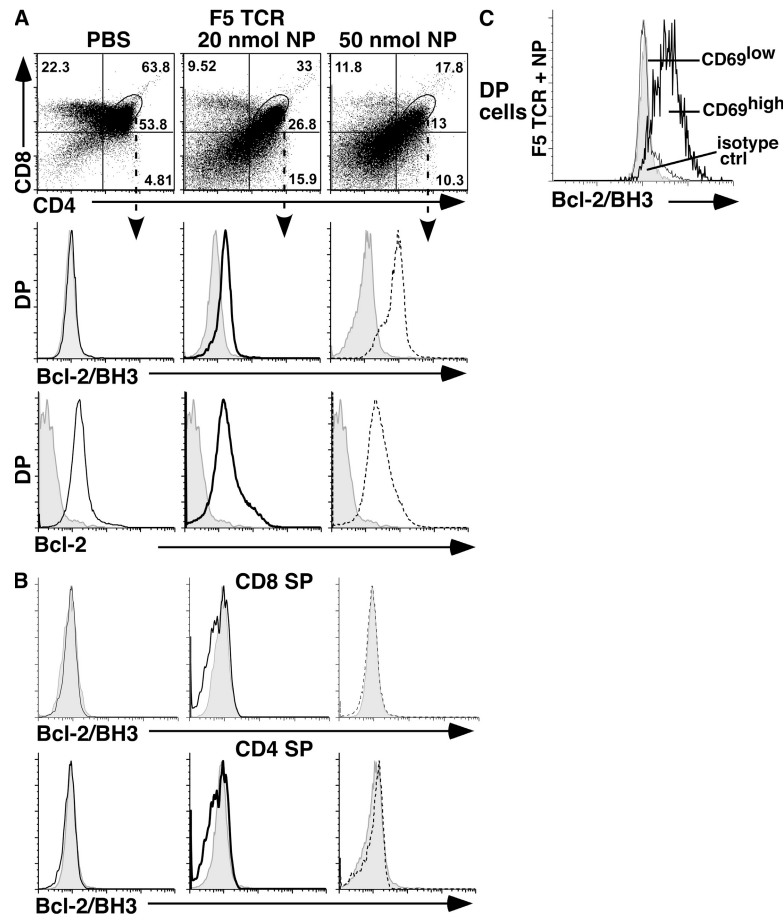 A
F5 TCR
PBS
20 nmol NP
50 nmol NP
22.3
63.8
53.8
4.81
9.52
33
26.8
15.9
11.8
17.8
13
10.3
CD8
CD4
DP
Bcl-2/BH3
DP
Bcl-2
B
CD8 SP
Bcl-2/BH3
CD4 SP
Bcl-2/BH3
C
DP
cells
F5 TCR + NP
CD69low
CD69high
isotype
ctrl
Bcl-2/BH3